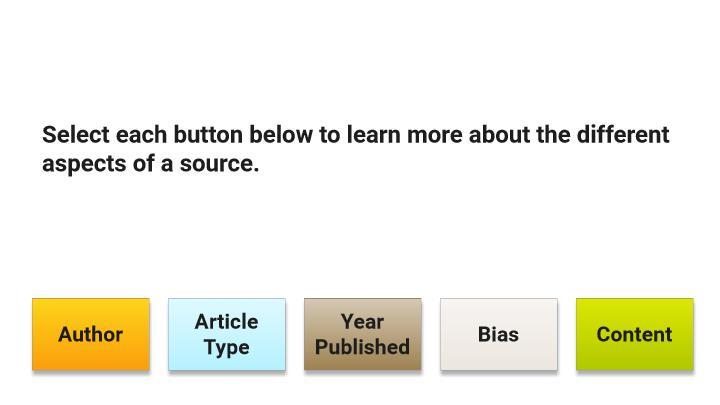 Select each button below to learn more about the different
aspects of a source.
Author
Article
Type
Year
Published
Bias
Content